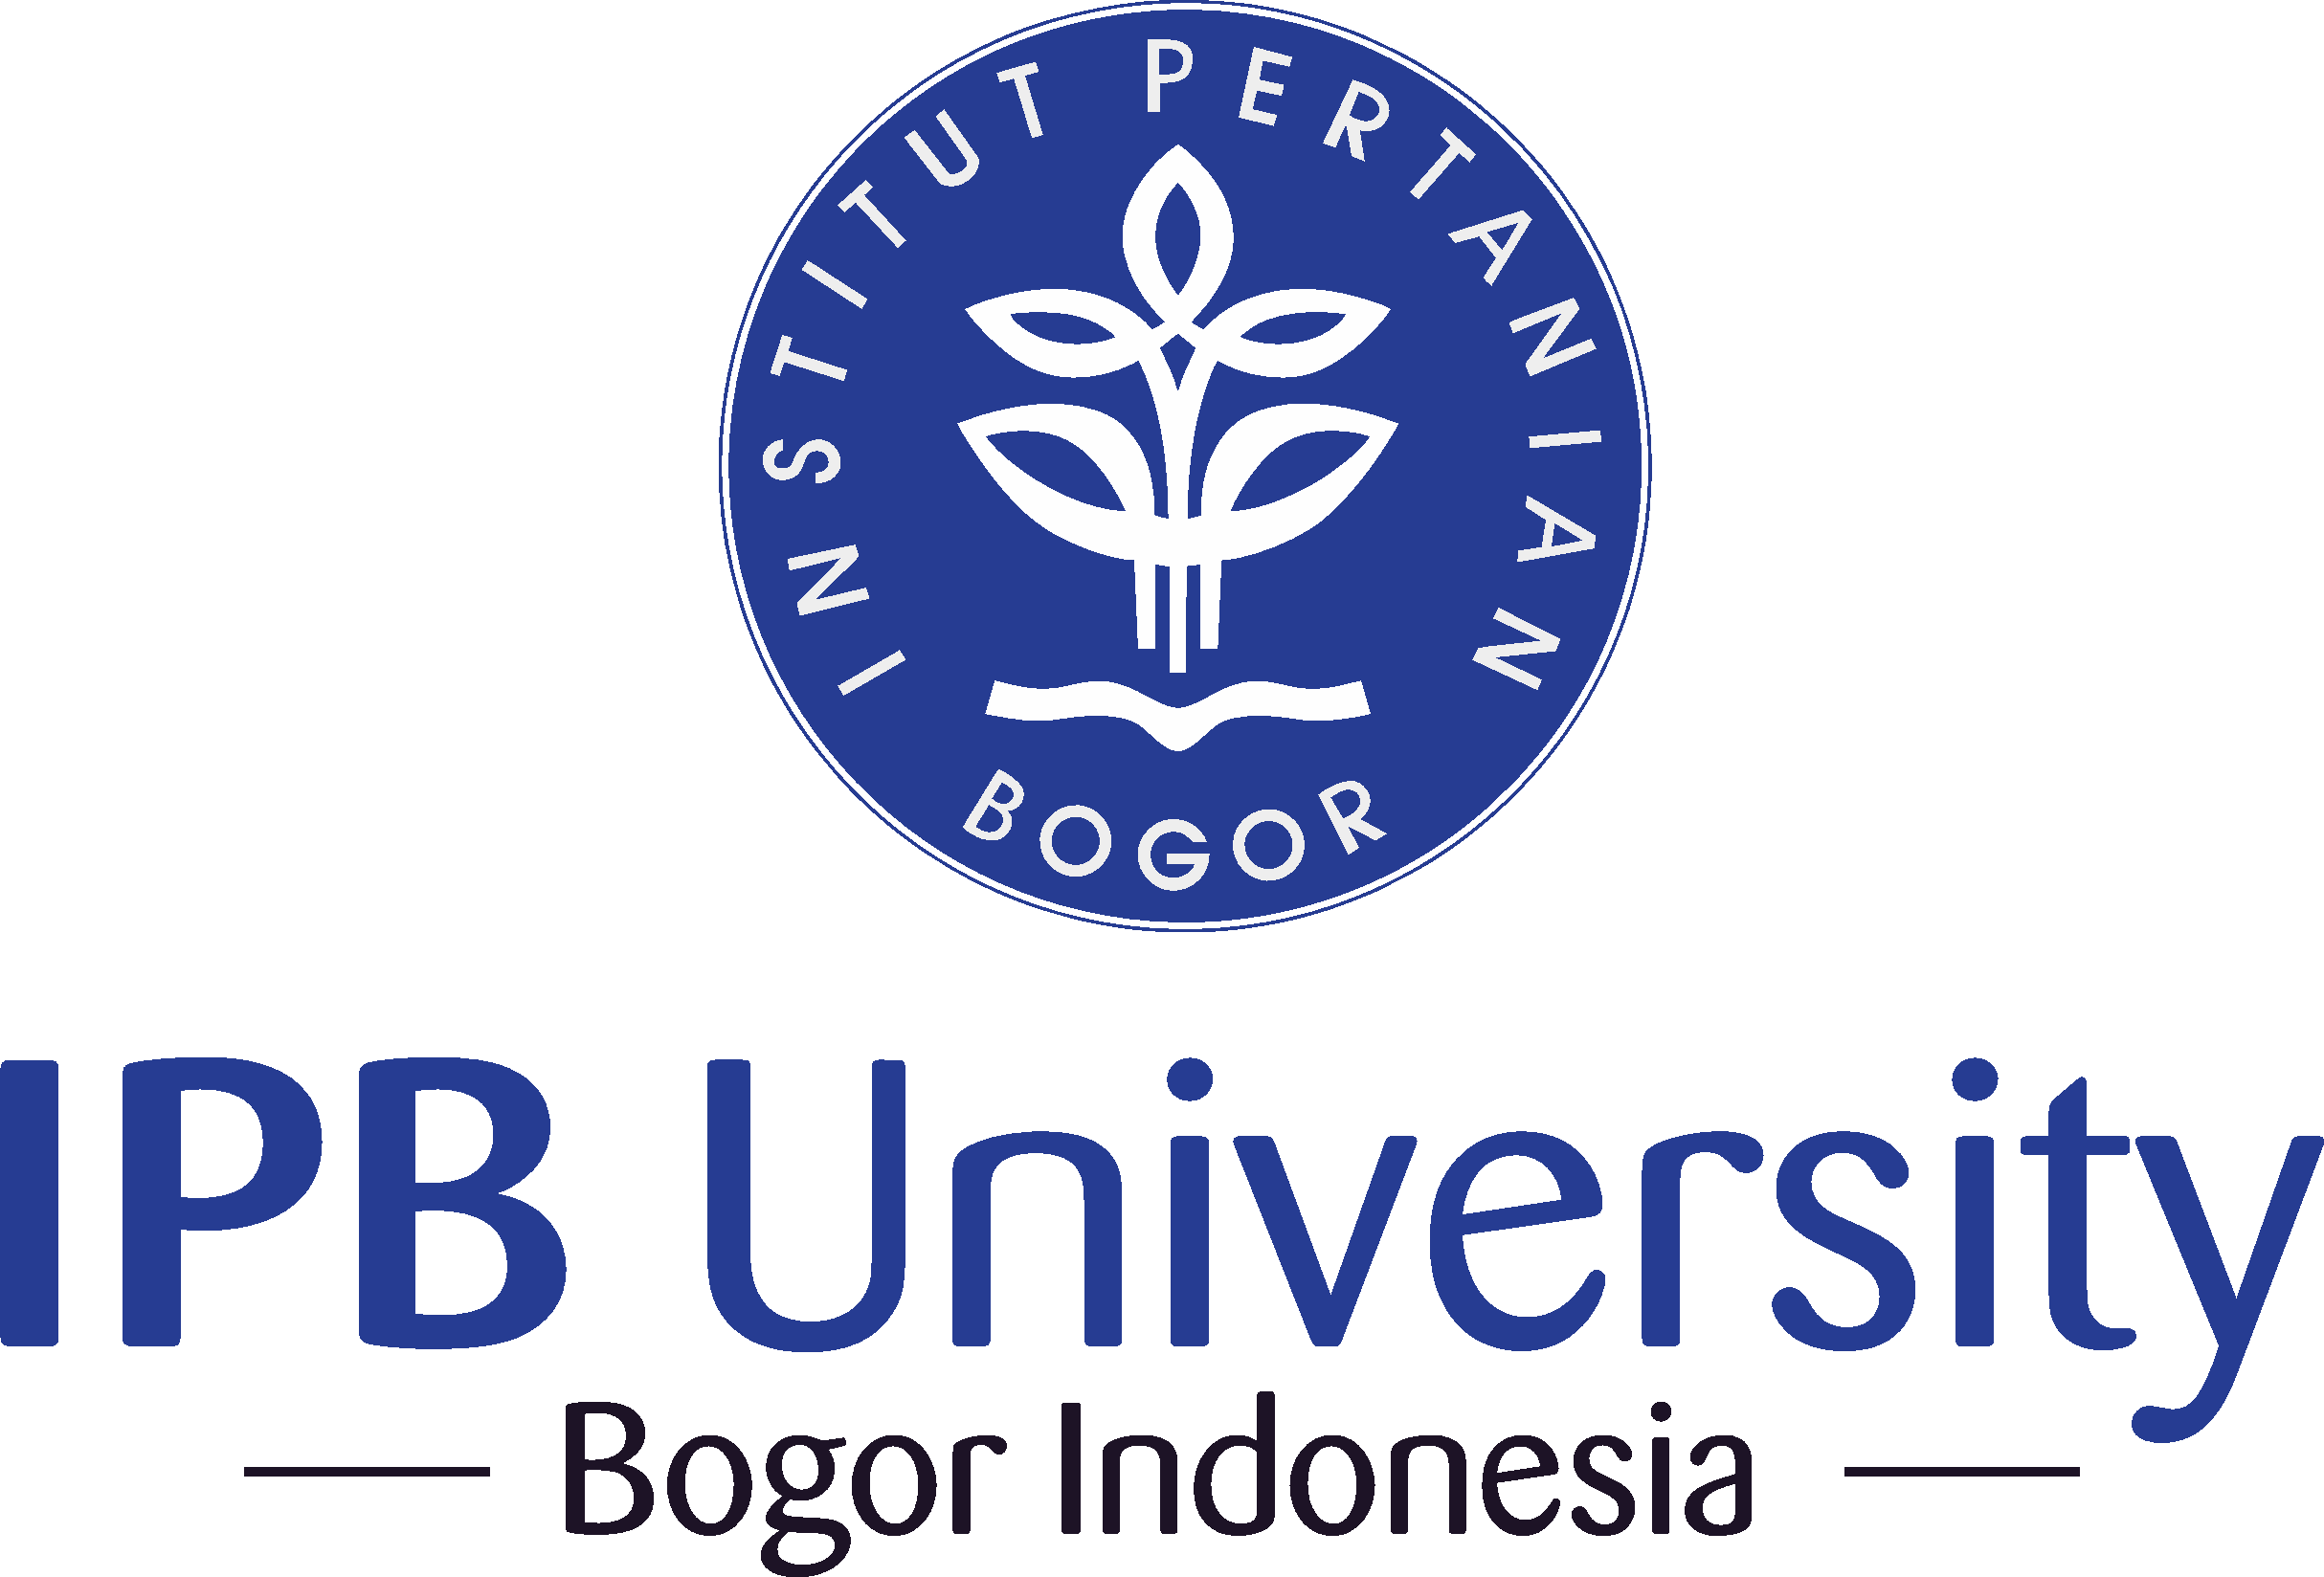 INSTITUT PERTANIAN
BOGOR
IPB University
Bogor Indonesia